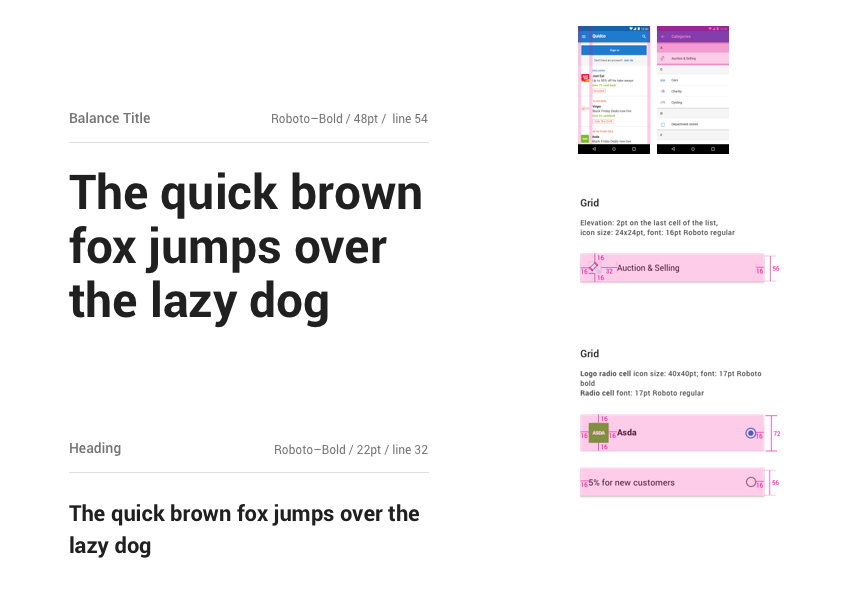 Balance Title
Roboto–Bold / 48pt / line 54
The quick brown
fox jumps over
the lazy dog
Heading
Roboto–Bold / 22pt / line 32
The quick brown fox jumps over the
lazy dog
Quidco
Sign in
Categories
Auction & Selling
Cars
Charity
Cycling
Department stores
Grid
Elevation: 2pt on the last cell of the list,
icon size: 24x24pt, font: 16pt Roboto regular
16
16
32
Auction & Selling
16
56
16
Grid
Logo radio cell icon size: 40x40pt; font: 17pt Roboto
bold
Radio cell font: 17pt Roboto regular
16
16
ASDA
16
Asda
16
72
16
16
5% for new customers
16
56